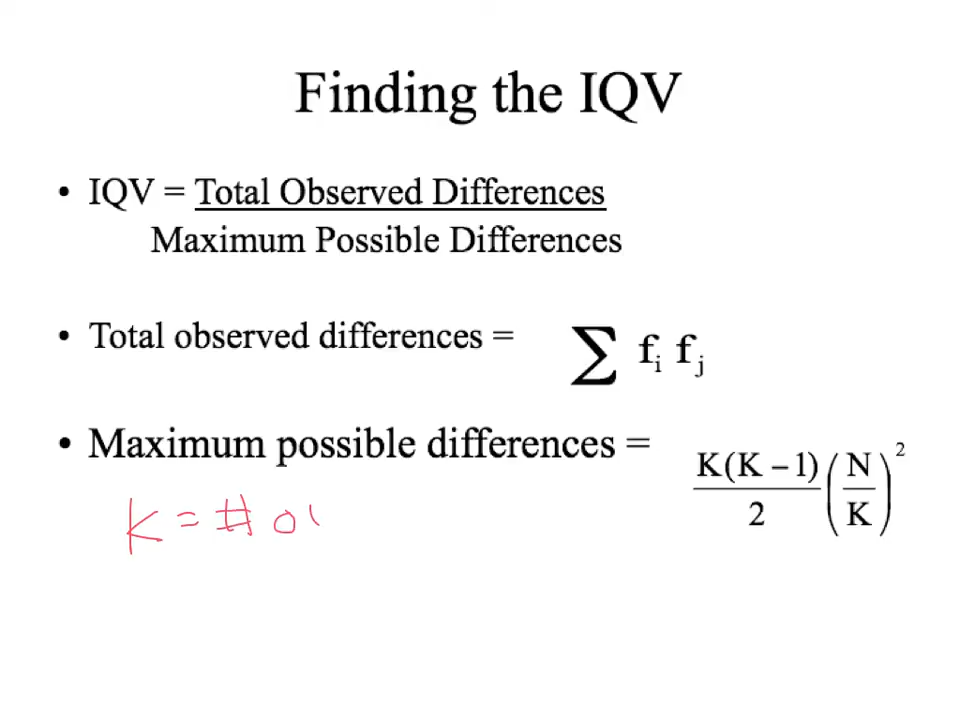 Finding the IQV
• IQV = Total Observed Differences
Maximum Possible Differences
• Total observed differences = ∑ fᵢ fⱼ
• Maximum possible differences = K(K – 1)/2 (N/K)²
K = # o